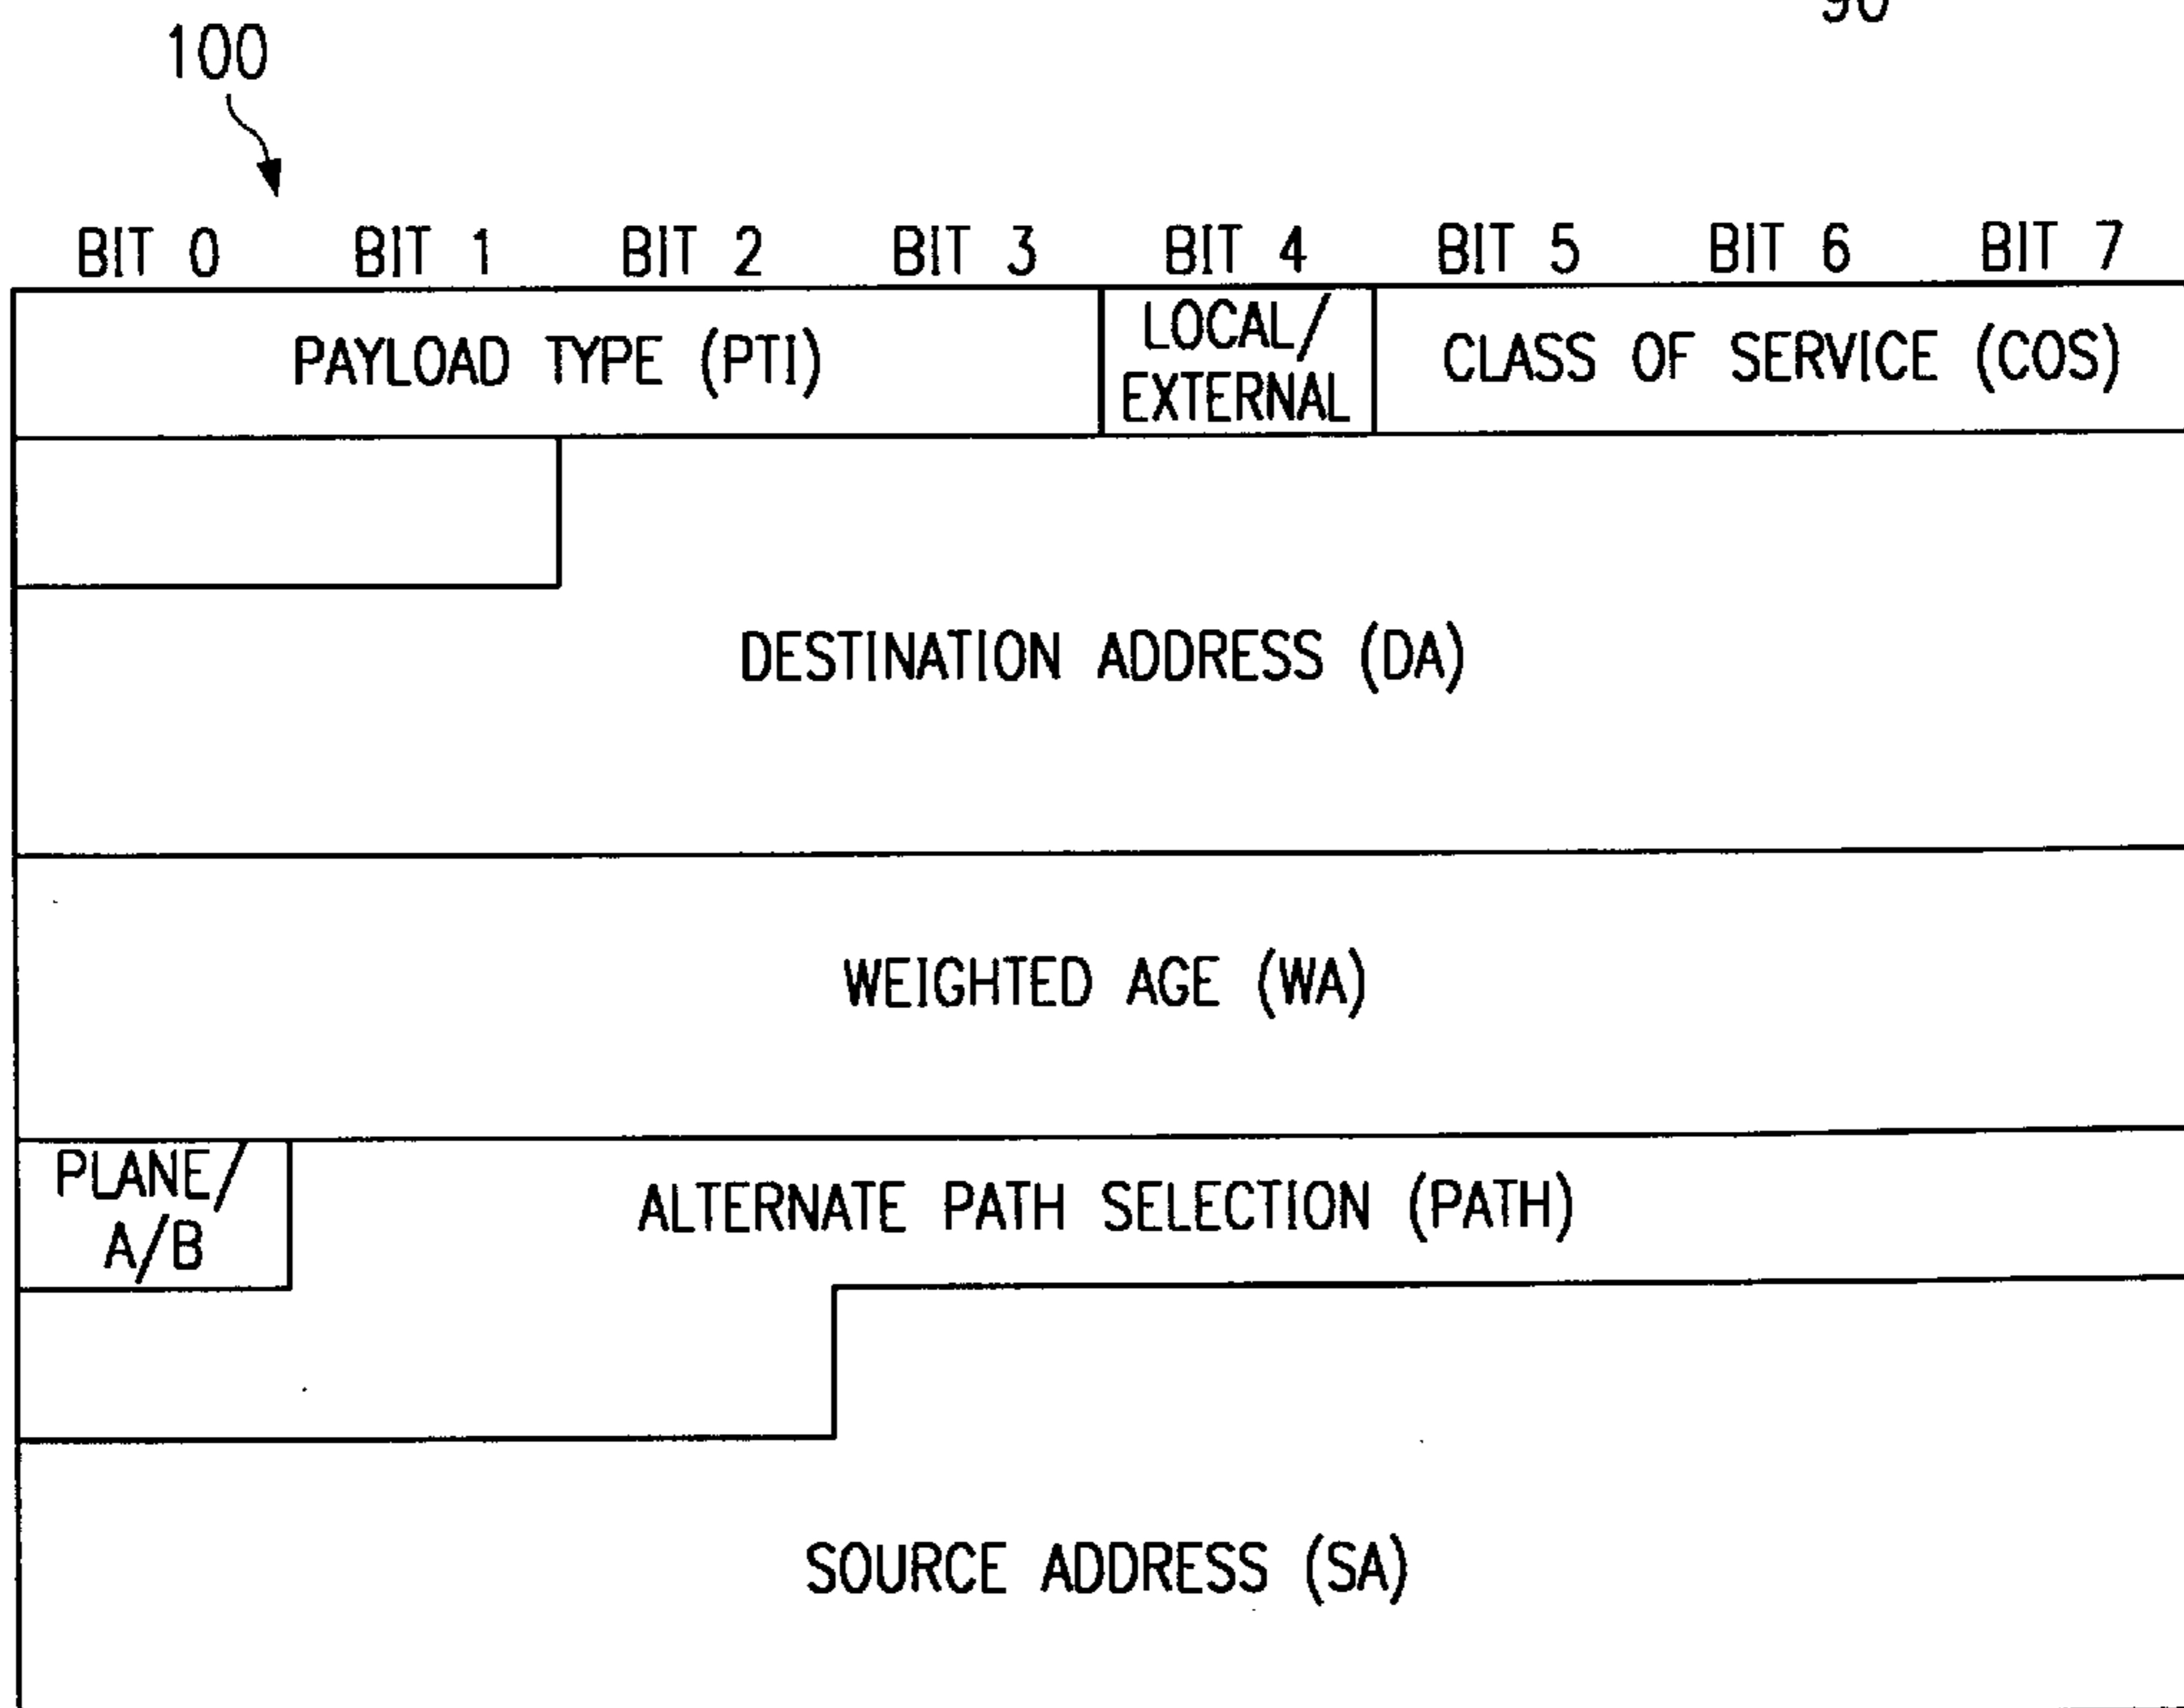 100
BIT 0 BIT 1 BIT 2 BIT 3 BIT 4 BIT 5 BIT 6 BIT 7
PAYLOAD TYPE (PTI)
LOCAL/
EXTERNAL
CLASS OF SERVICE (COS)
DESTINATION ADDRESS (DA)
WEIGHTED AGE (WA)
PLANE/
A/B
ALTERNATE PATH SELECTION (PATH)
SOURCE ADDRESS (SA)